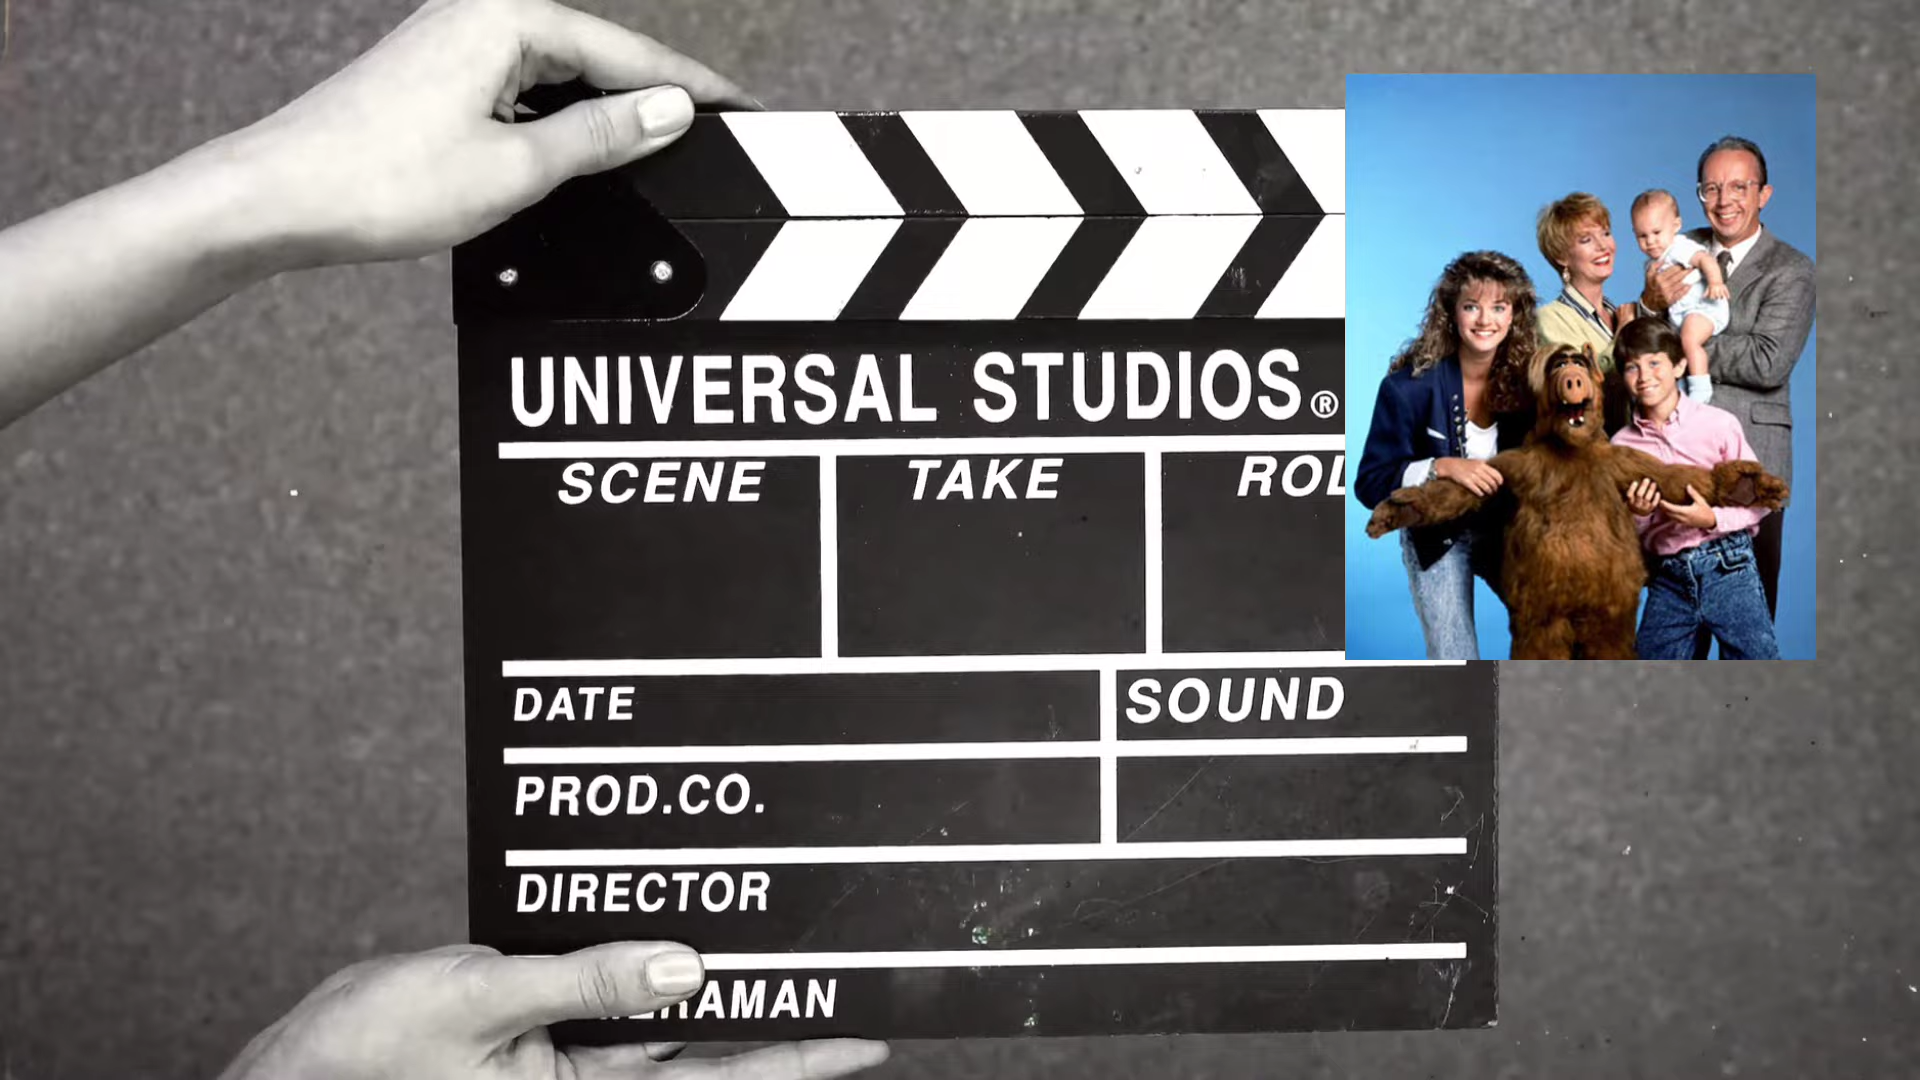 UNIVERSAL STUDIOS®
SCENE TAKE
DATE SOUND
PROD.CO.
DIRECTOR